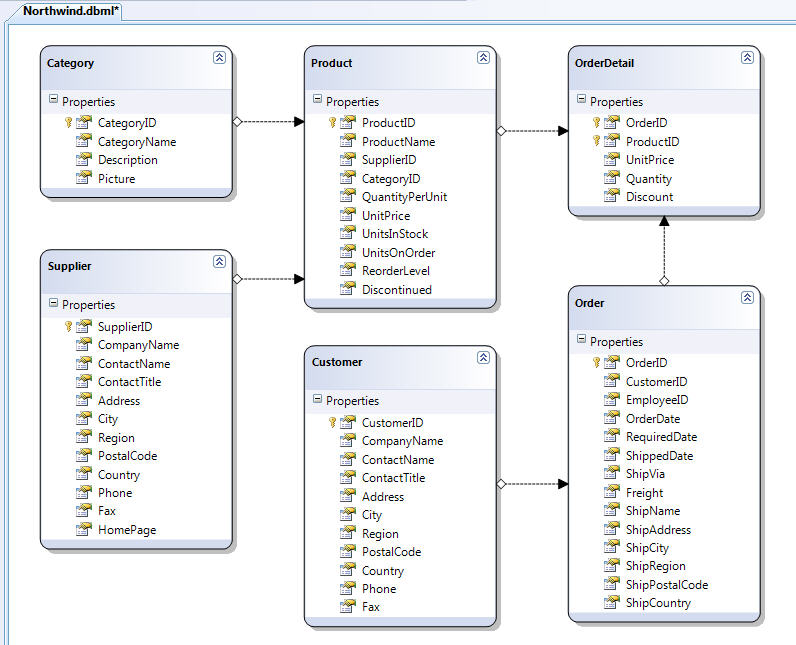 Northwind.dbml*
Category
Properties
CategoryID
CategoryName
Description
Picture
Product
Properties
ProductID
ProductName
SupplierID
CategoryID
QuantityPerUnit
UnitPrice
UnitsInStock
UnitsOnOrder
ReorderLevel
Discontinued
OrderDetail
Properties
OrderID
ProductID
UnitPrice
Quantity
Discount
Supplier
Properties
SupplierID
CompanyName
ContactName
ContactTitle
Address
City
Region
PostalCode
Country
Phone
Fax
HomePage
Customer
Properties
CustomerID
CompanyName
ContactName
ContactTitle
Address
City
Region
PostalCode
Country
Phone
Fax
Order
Properties
OrderID
CustomerID
EmployeeID
OrderDate
RequiredDate
ShippedDate
ShipVia
Freight
ShipName
ShipAddress
ShipCity
ShipRegion
ShipPostalCode
ShipCountry